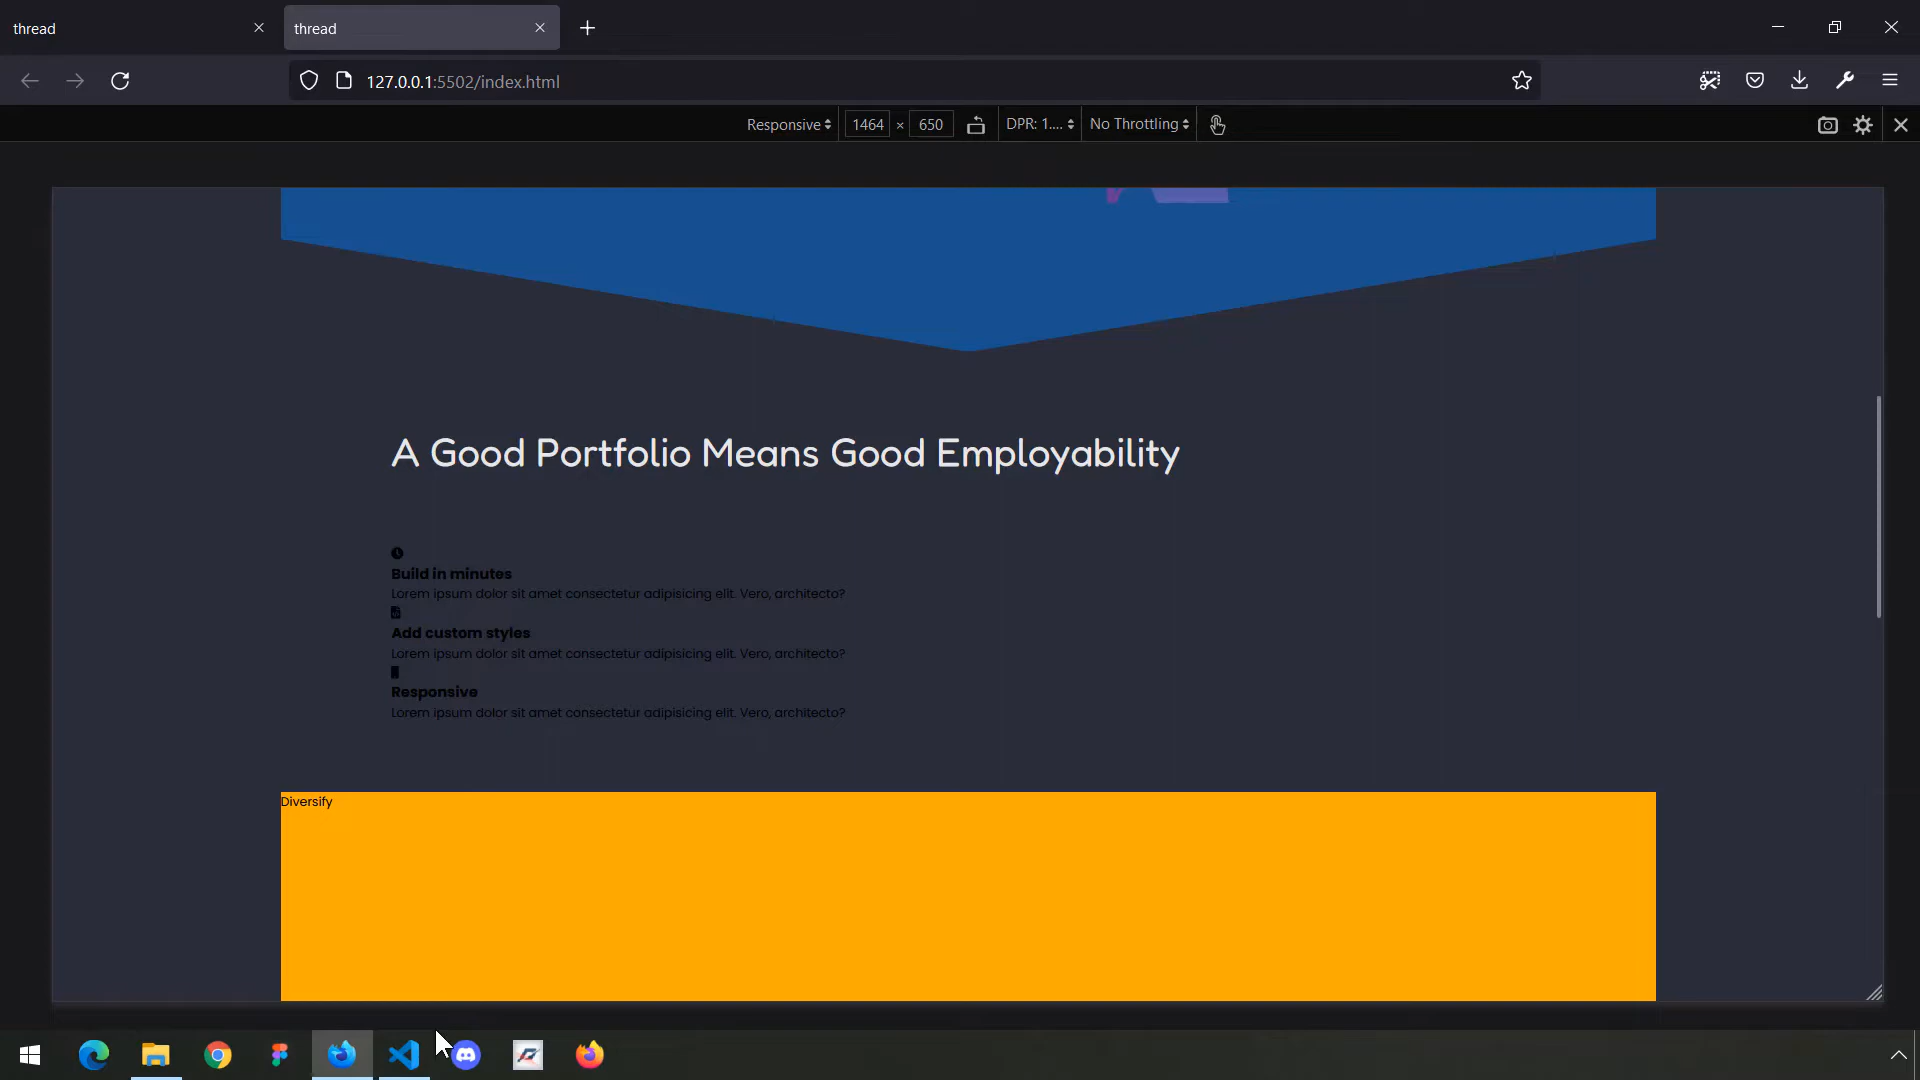 thread
thread
127.0.0.1:5502/index.html
Responsive 1464 × 650 DPR: 1.... No Throttling
A Good Portfolio Means Good Employability
Build in minutes
Lorem ipsum dolor sit amet consectetur adipisicing elit. Vero, architecto?
Add custom styles
Lorem ipsum dolor sit amet consectetur adipisicing elit. Vero, architecto?
Responsive
Lorem ipsum dolor sit amet consectetur adipisicing elit. Vero, architecto?
Diversify